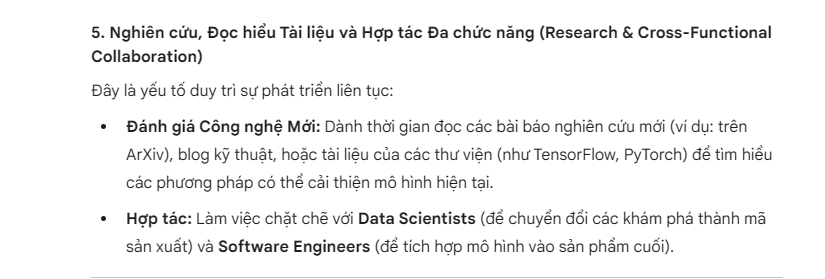 5. Nghiên cứu, Đọc hiểu Tài liệu và Hợp tác Đa chức năng (Research & Cross-Functional
Collaboration)
Đây là yếu tố duy trì sự phát triển liên tục:
• Đánh giá Công nghệ Mới: Dành thời gian đọc các bài báo nghiên cứu mới (ví dụ: trên
ArXiv), blog kỹ thuật, hoặc tài liệu của các thư viện (như TensorFlow, PyTorch) để tìm hiểu
các phương pháp có thể cải thiện mô hình hiện tại.
• Hợp tác: Làm việc chặt chẽ với Data Scientists (để chuyển đổi các khám phá thành mã
sản xuất) và Software Engineers (để tích hợp mô hình vào sản phẩm cuối).